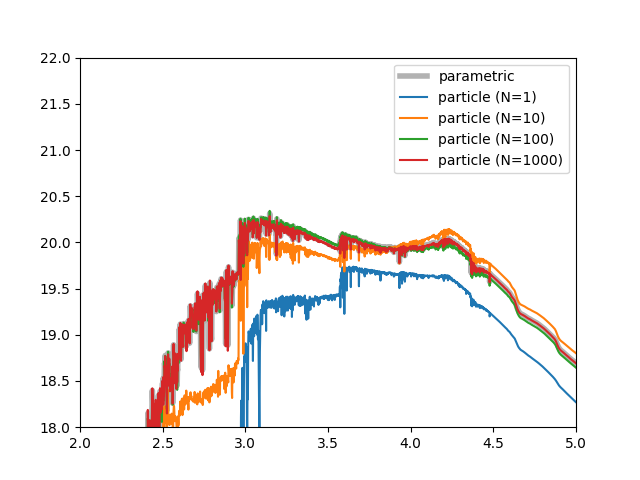 22.0
21.5
21.0
20.5
20.0
19.5
19.0
18.5
18.0
2.0 2.5 3.0 3.5 4.0 4.5 5.0
parametric
particle (N=1)
particle (N=10)
particle (N=100)
particle (N=1000)